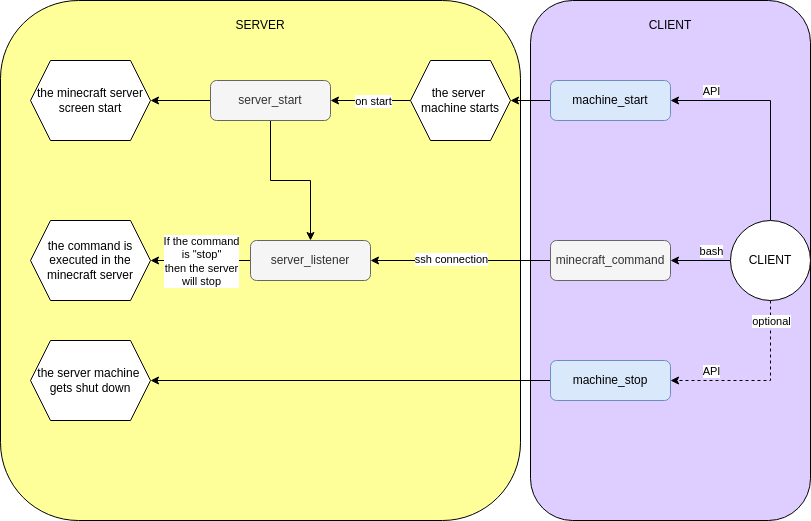 SERVER
CLIENT
the minecraft server
screen start
server_start
on start
the server
machine starts
machine_start
API
the command is
executed in the
minecraft server
If the command
is "stop"
then the server
will stop
server_listener
ssh connection
minecraft_command
bash
CLIENT
optional
the server machine
gets shut down
machine_stop
API